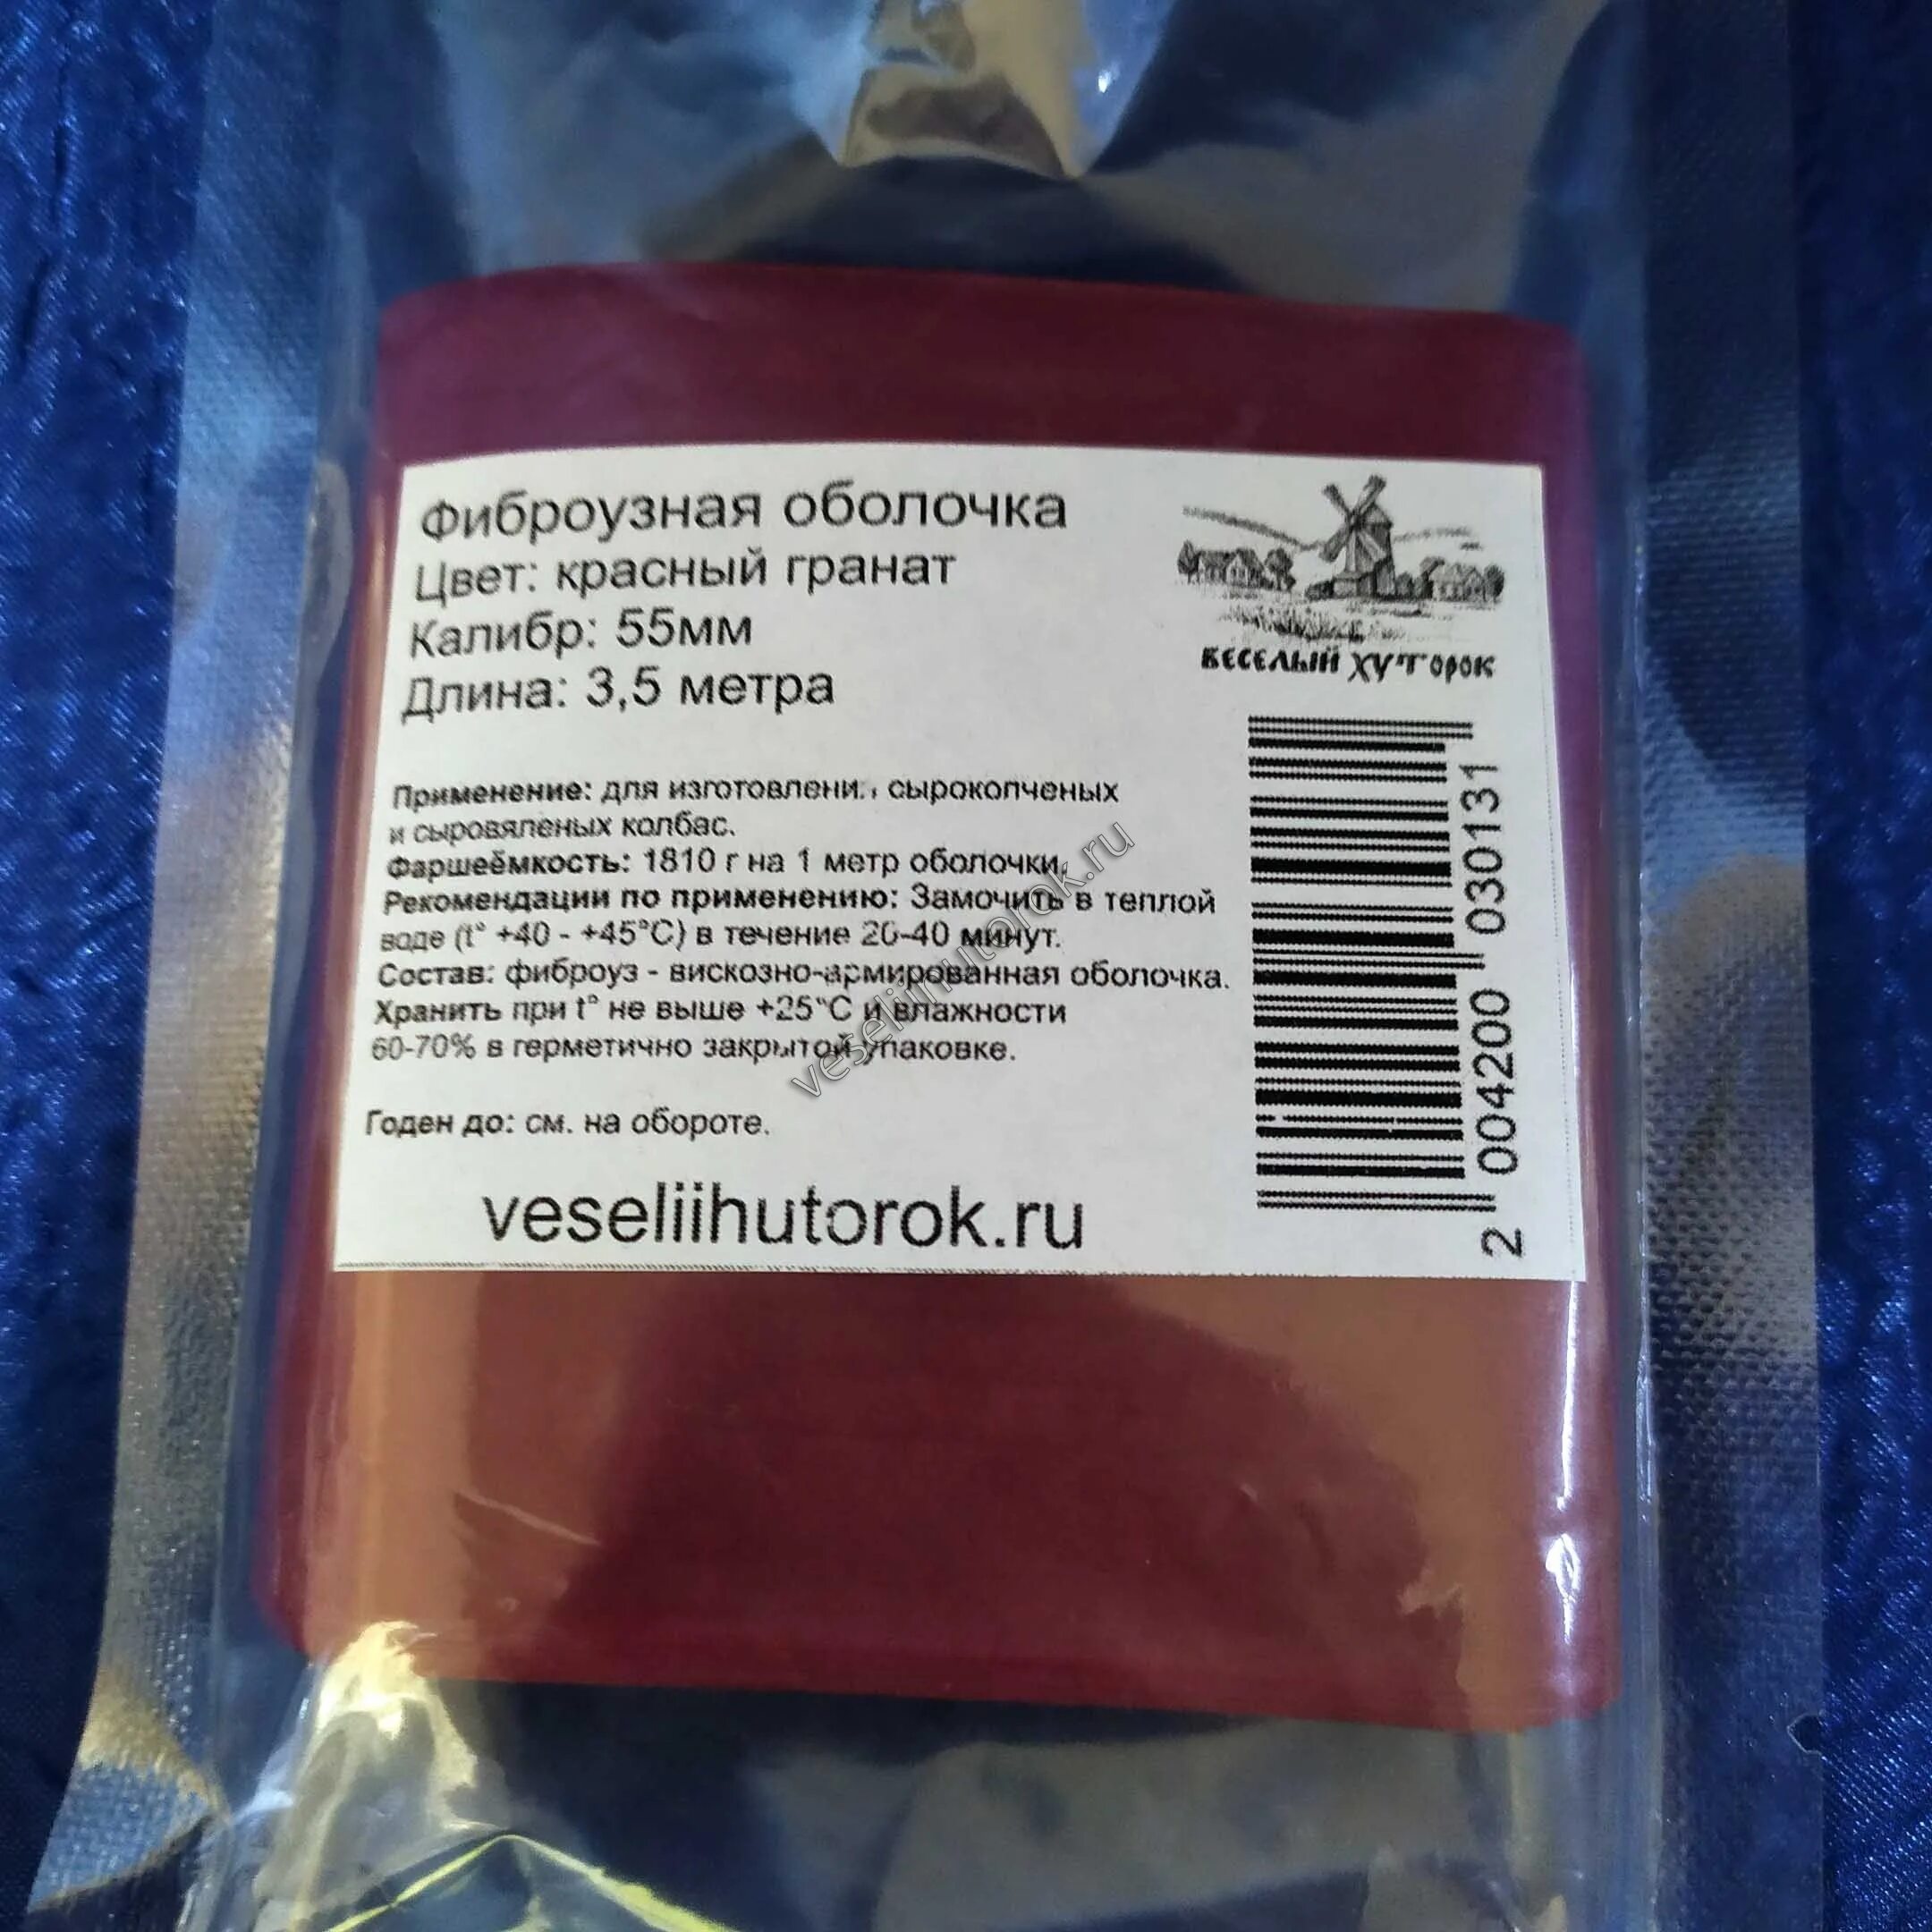 Фиброузная оболочка
Цвет: красный гранат
Калибр: 55мм
Длина: 3,5 метра
ВЕСЕЛЫЙ ХУТОРОК
Применение: для изготовлени. , сырокопченых
и сыровяленых колбас.
Фаршеёмкость: 1810 г на 1 метр оболочки.
Рекомендации по применению: Замочить в теплой
воде (t° +40 - +45°C) в течение 20-40 минут.
Состав: фиброуз - вискозно-армированная оболочка.
Хранить при t° не выше +25°C и влажности
60-70% в герметично закрытой упаковке.
Годен до: см. на обороте.
veseliihutorok.ru
2 004200 030131
veseliihutorok.ru